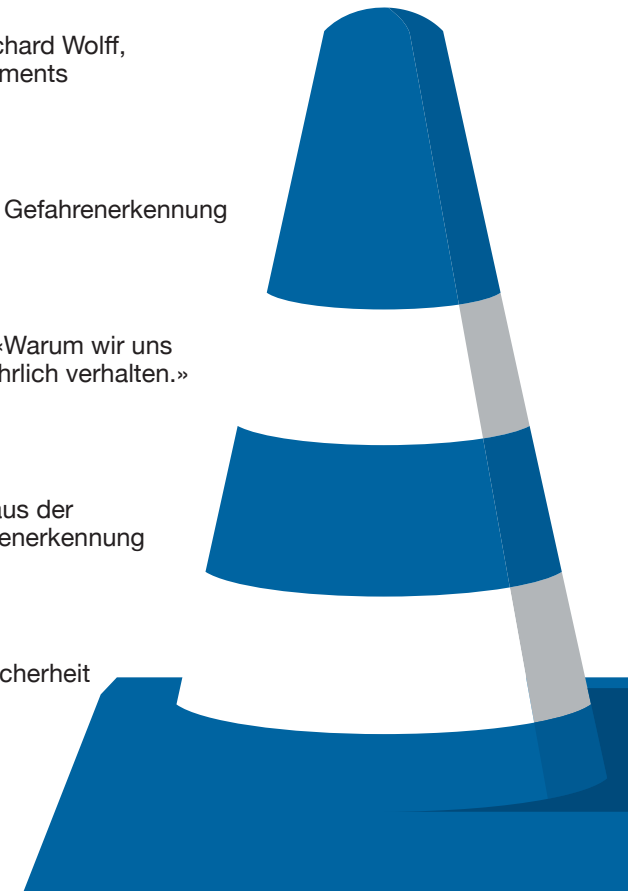 chard Wolff,
ments
Gefahrenerkennung
«Warum wir uns
hrlich verhalten.»
aus der
enerkennung
cherheit